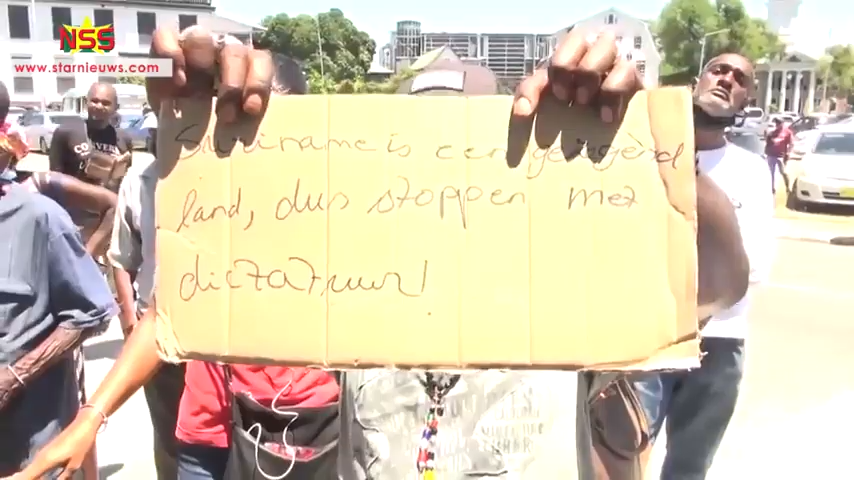 NSS
www.starnieuws.com
Suriname is een gezegend
land, dus stoppen met
dictatuur!